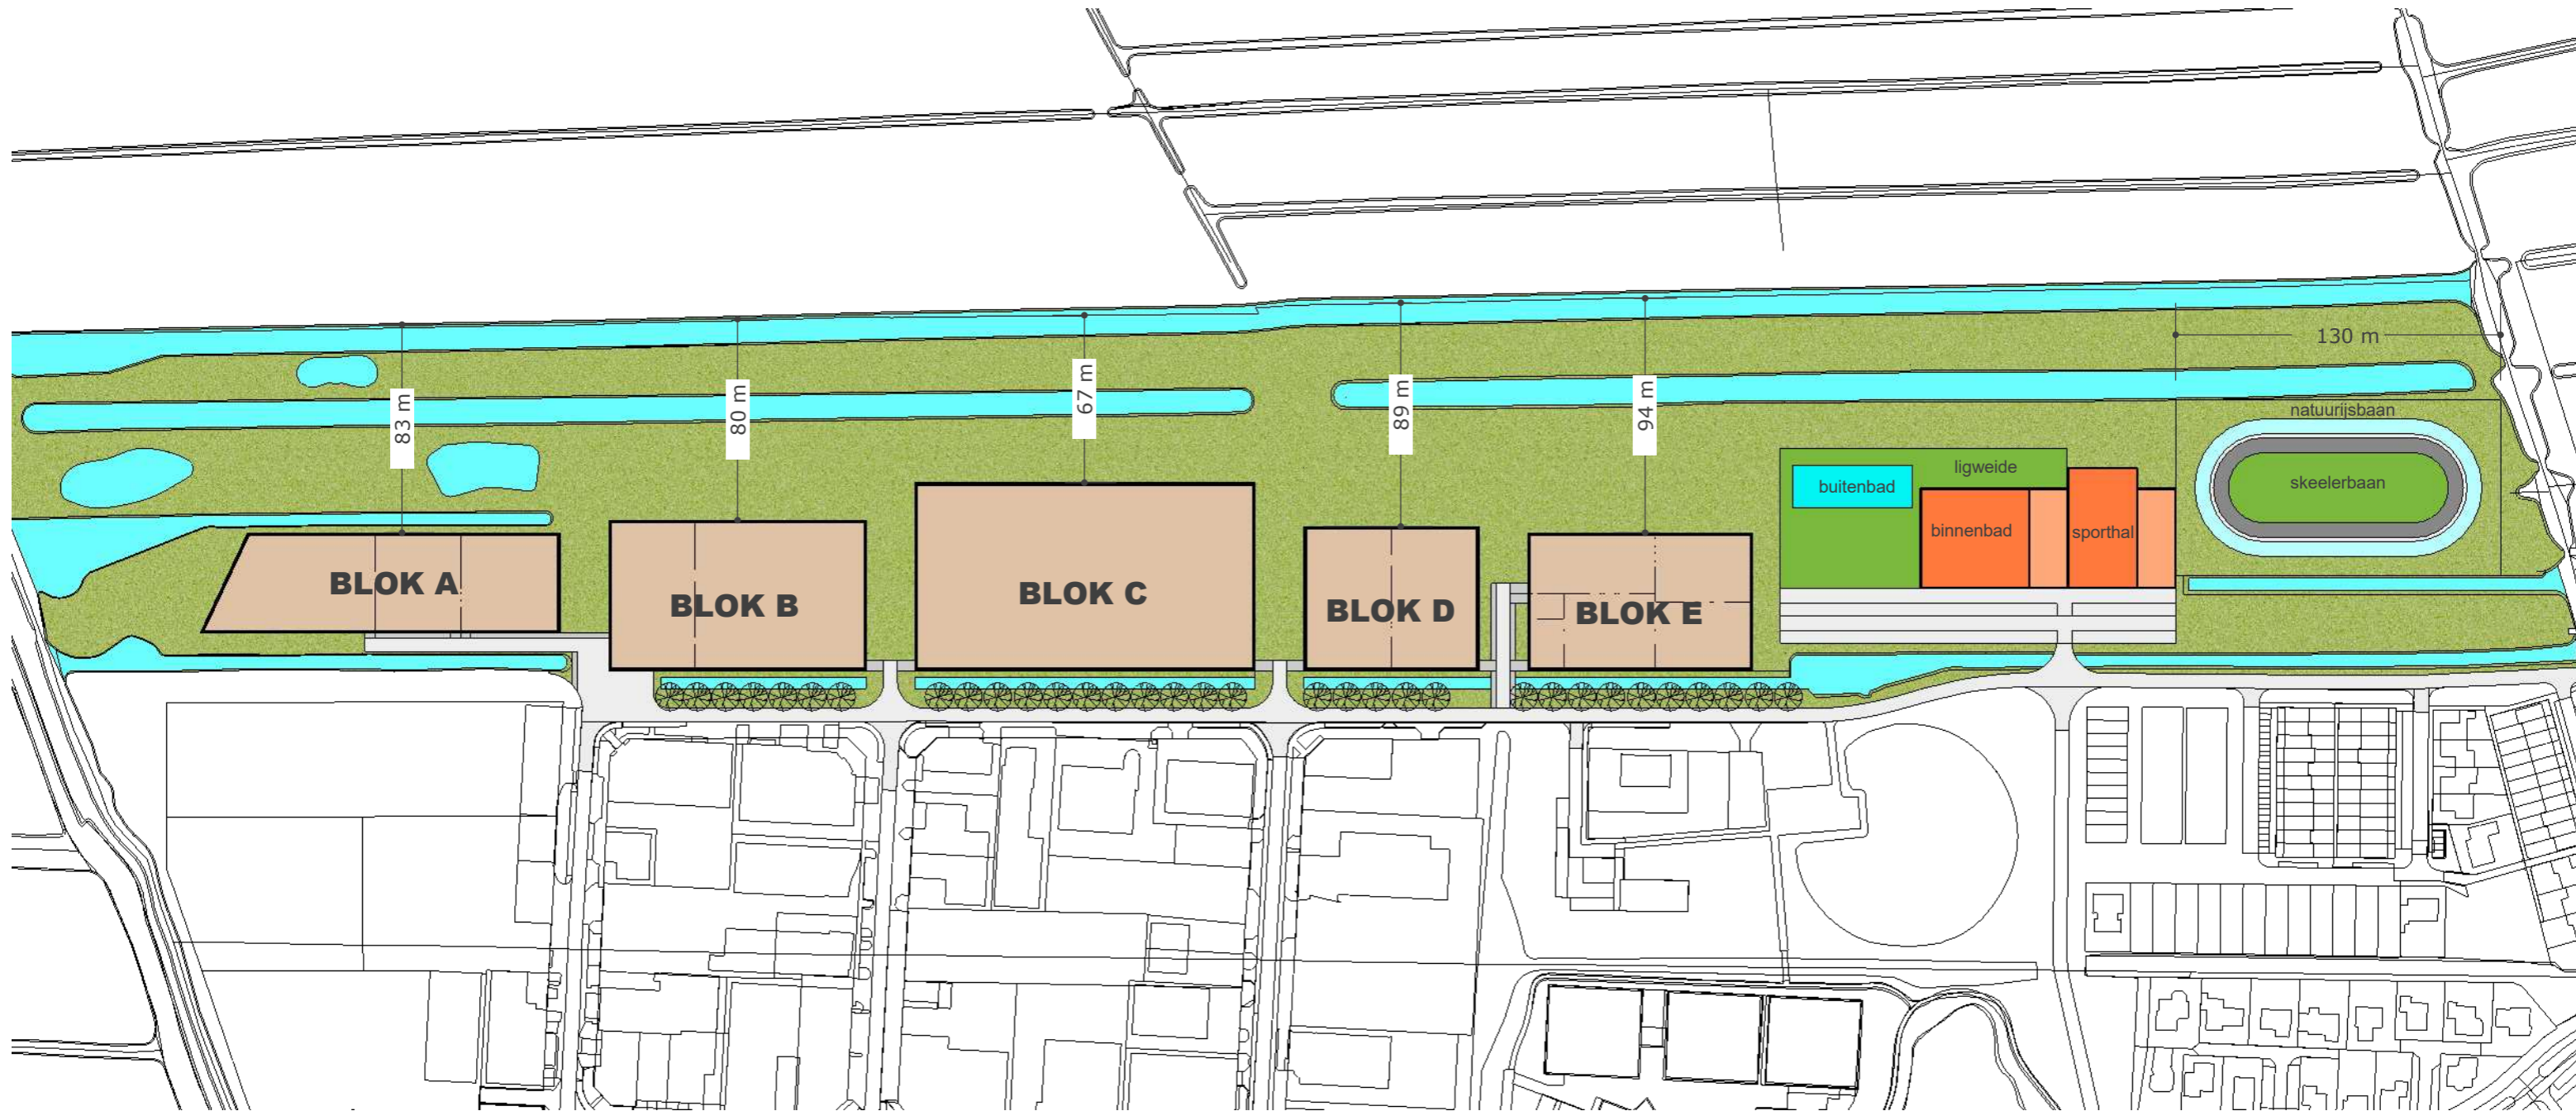 130 m
83 m
80 m
67 m
89 m
94 m
natuurijsbaan
ligweide
buitenbad
skeelerbaan
binnenbad
sporthal
BLOK A
BLOK B
BLOK C
BLOK D
BLOK E